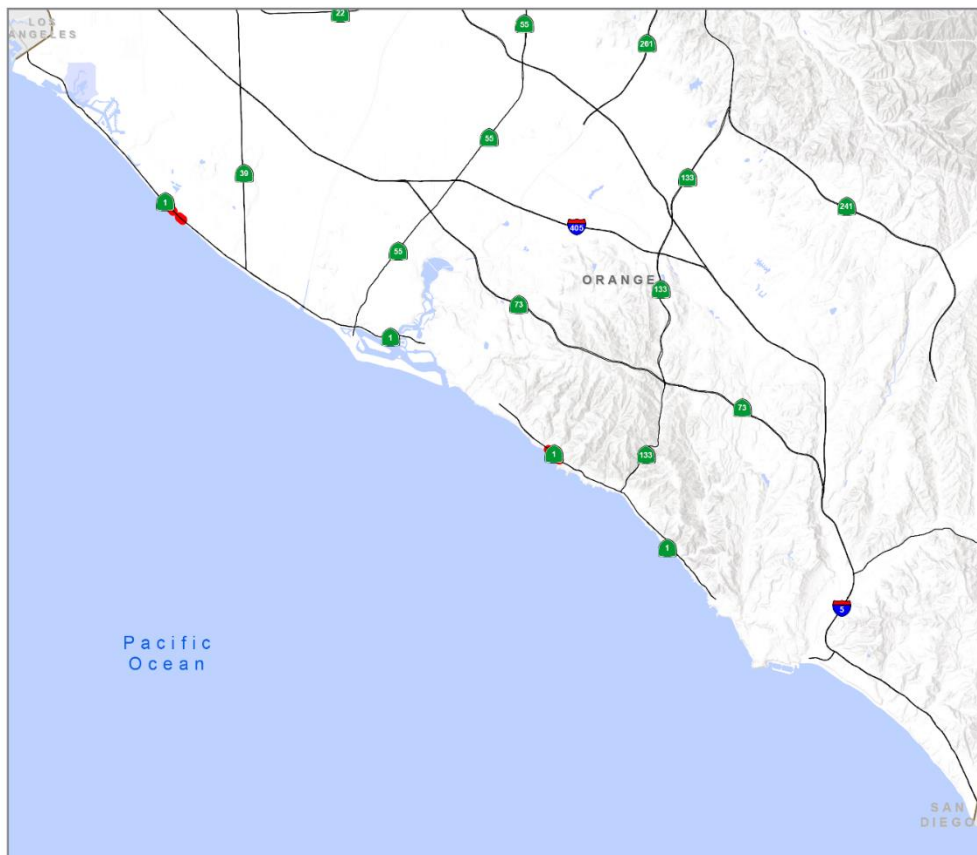 LOS
ANGELES
22
55
261
55
133
39
1
241
405
55
ORANGE
133
73
1
73
1
133
1
5
Pacific
Ocean
SAN
DIEGO